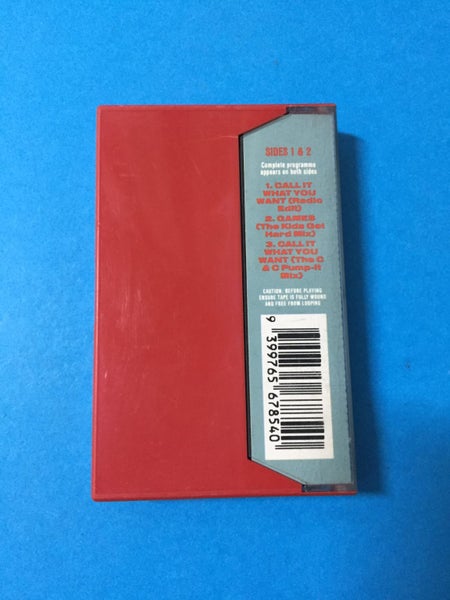 SIDES 1 & 2
Complete programme
appears on both sides
1. CALL IT
WHAT YOU
WANT (Radio
Edit)
2. GAMES
(The Kids Get
Hard Mix)
3. CALL IT
WHAT YOU
WANT (The C
& C Pump-It
Mix)
CAUTION: BEFORE PLAYING
ENSURE TAPE IS FULLY WOUND
AND FREE FROM LOOPING
9 399765 678540